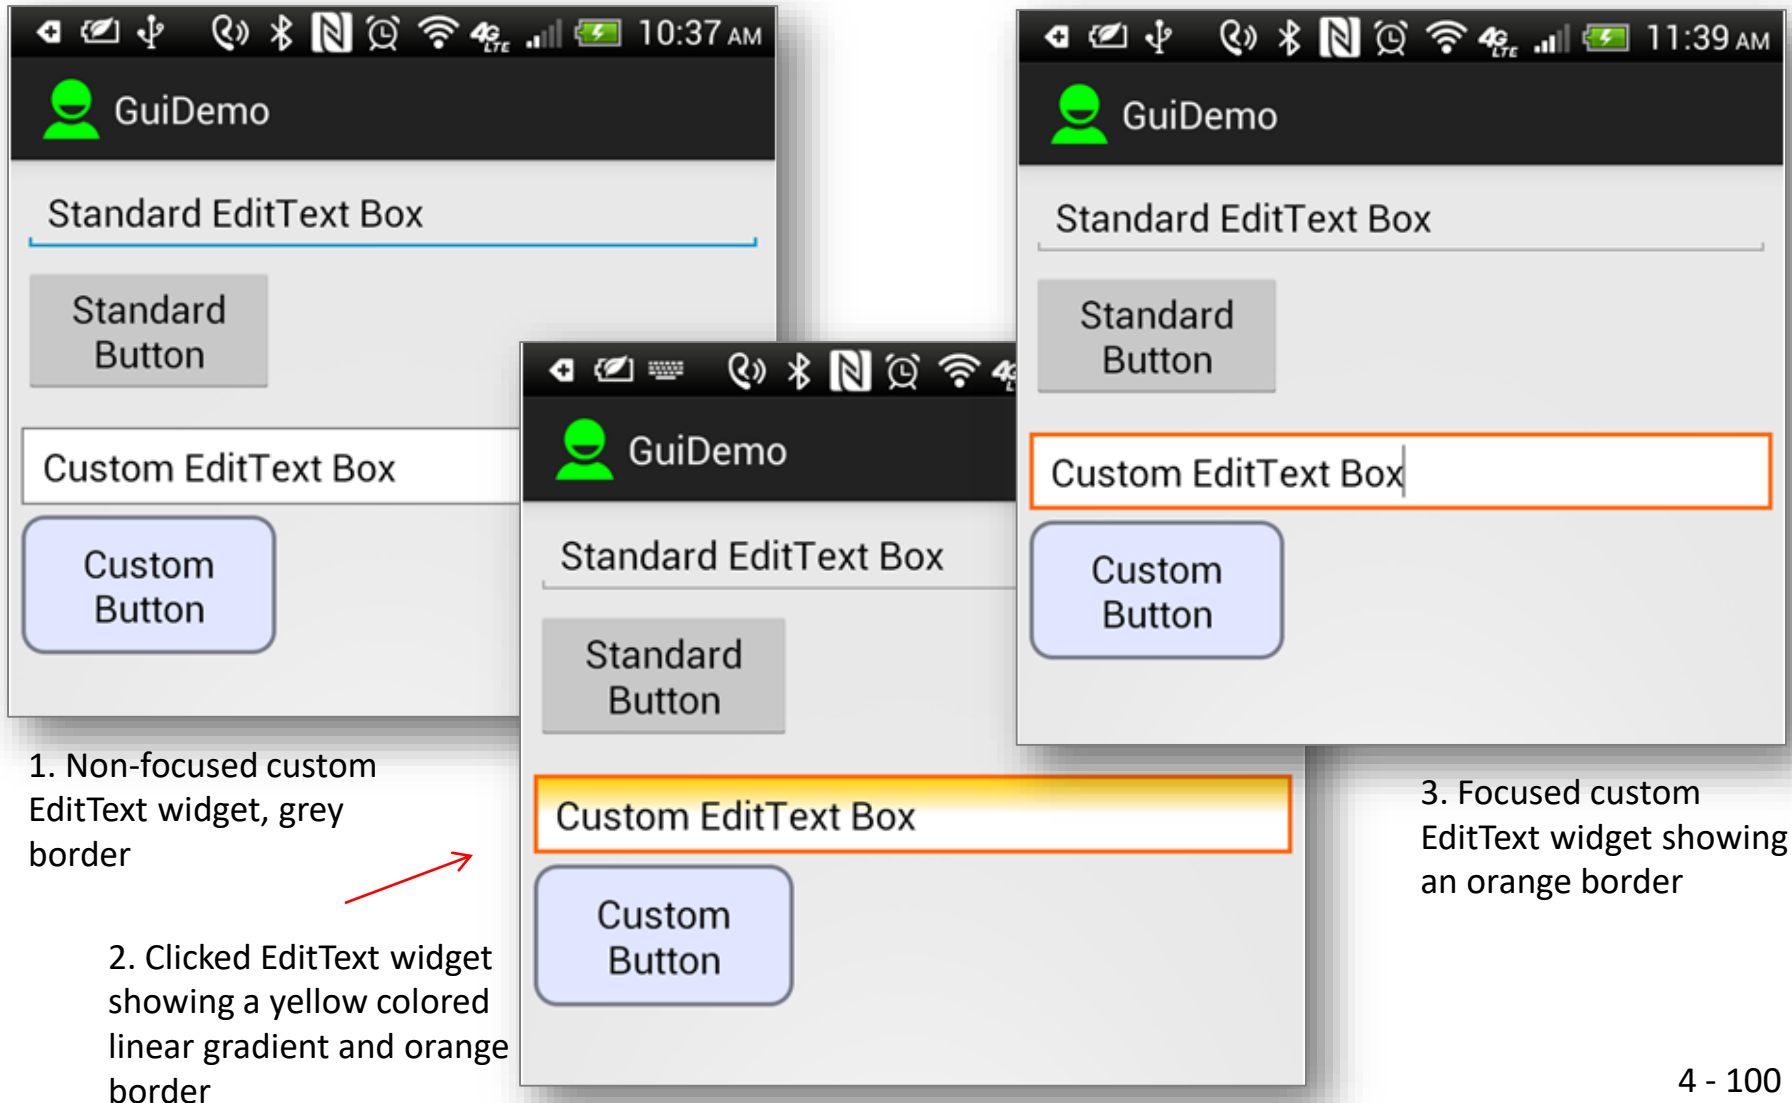 10:37 AM
GuiDemo
Standard EditText Box
Standard
Button
Custom EditText Box
Custom
Button
1. Non-focused custom
EditText widget, grey
border
4G
GuiDemo
Standard EditText Box
Standard
Button
Custom EditText Box
Custom
Button
2. Clicked EditText widget
showing a yellow colored
linear gradient and orange
border
4G LTE 11:39 AM
GuiDemo
Standard EditText Box
Standard
Button
Custom EditText Box
Custom
Button
3. Focused custom
EditText widget showing
an orange border
4 - 100